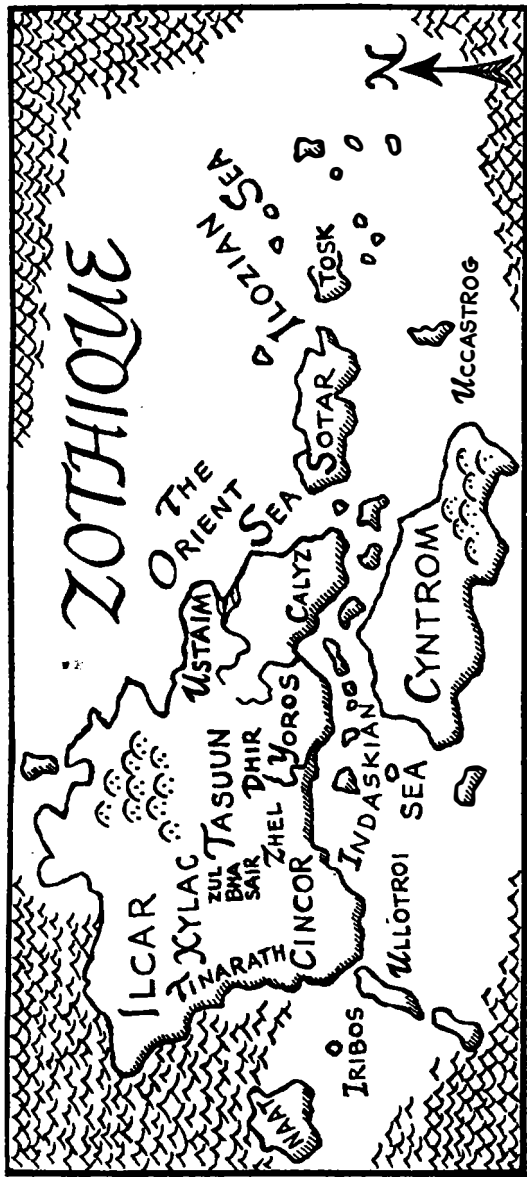 ZOTHIQUE
N
ILCAR
XYLAC
TINARATH
ZUL
BHA
SAIR
TASUUN
DHIR
ZHEL
YOROS
CINCOR
USTAIM
CALYZ
THE
ORIENT
SEA
ILOZIAN
SEA
SOTAR
TOSK
UCCASTROG
CYNTROM
INDASKIAN
SEA
ULLOTROI
IRIBOS
NAAT